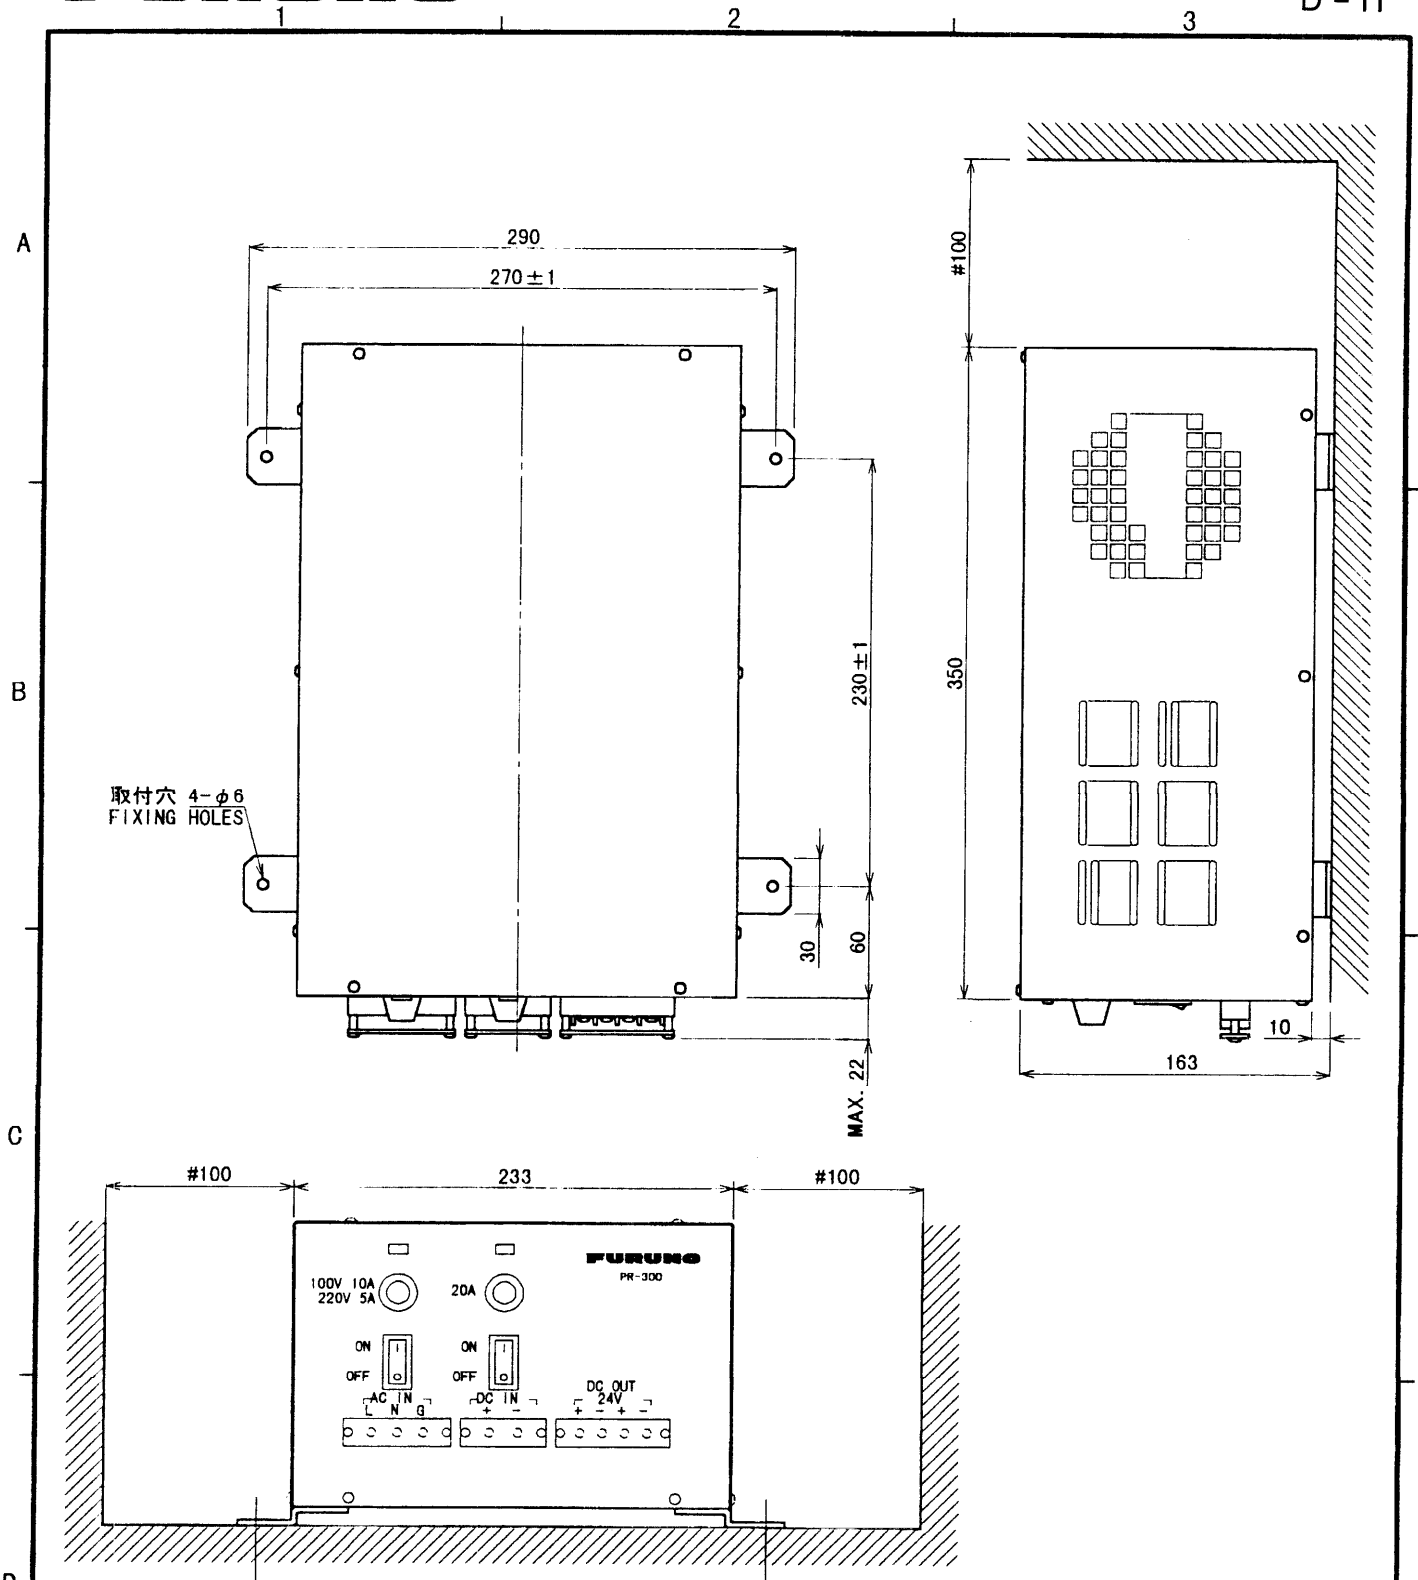 D-11
1
2
3
A
290
270±1
#100
B
230±1
350
取付穴 4-φ6
FIXING HOLES
30
60
MAX. 22
10
163
C
#100
233
#100
FURUNO
PR-300
100V 10A
220V 5A
20A
ON
ON
OFF
OFF
AC IN
DC IN
DC OUT
24V
L N G
+ -
+ - + -